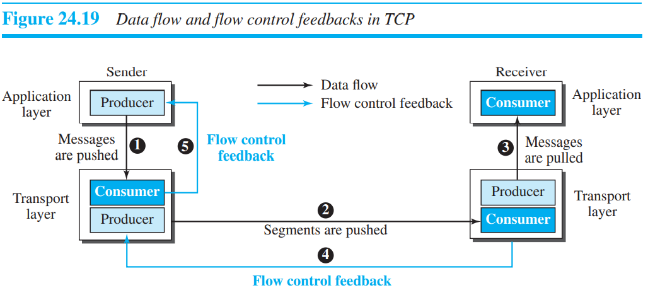 Figure 24.19 Data flow and flow control feedbacks in TCP
Sender
Receiver
Data flow
Flow control feedback
Application
layer
Producer
Consumer
Application
layer
Messages
are pushed
1
5
Flow control
feedback
3
Messages
are pulled
Transport
layer
Consumer
Producer
2
Segments are pushed
Producer
Consumer
Transport
layer
4
Flow control feedback